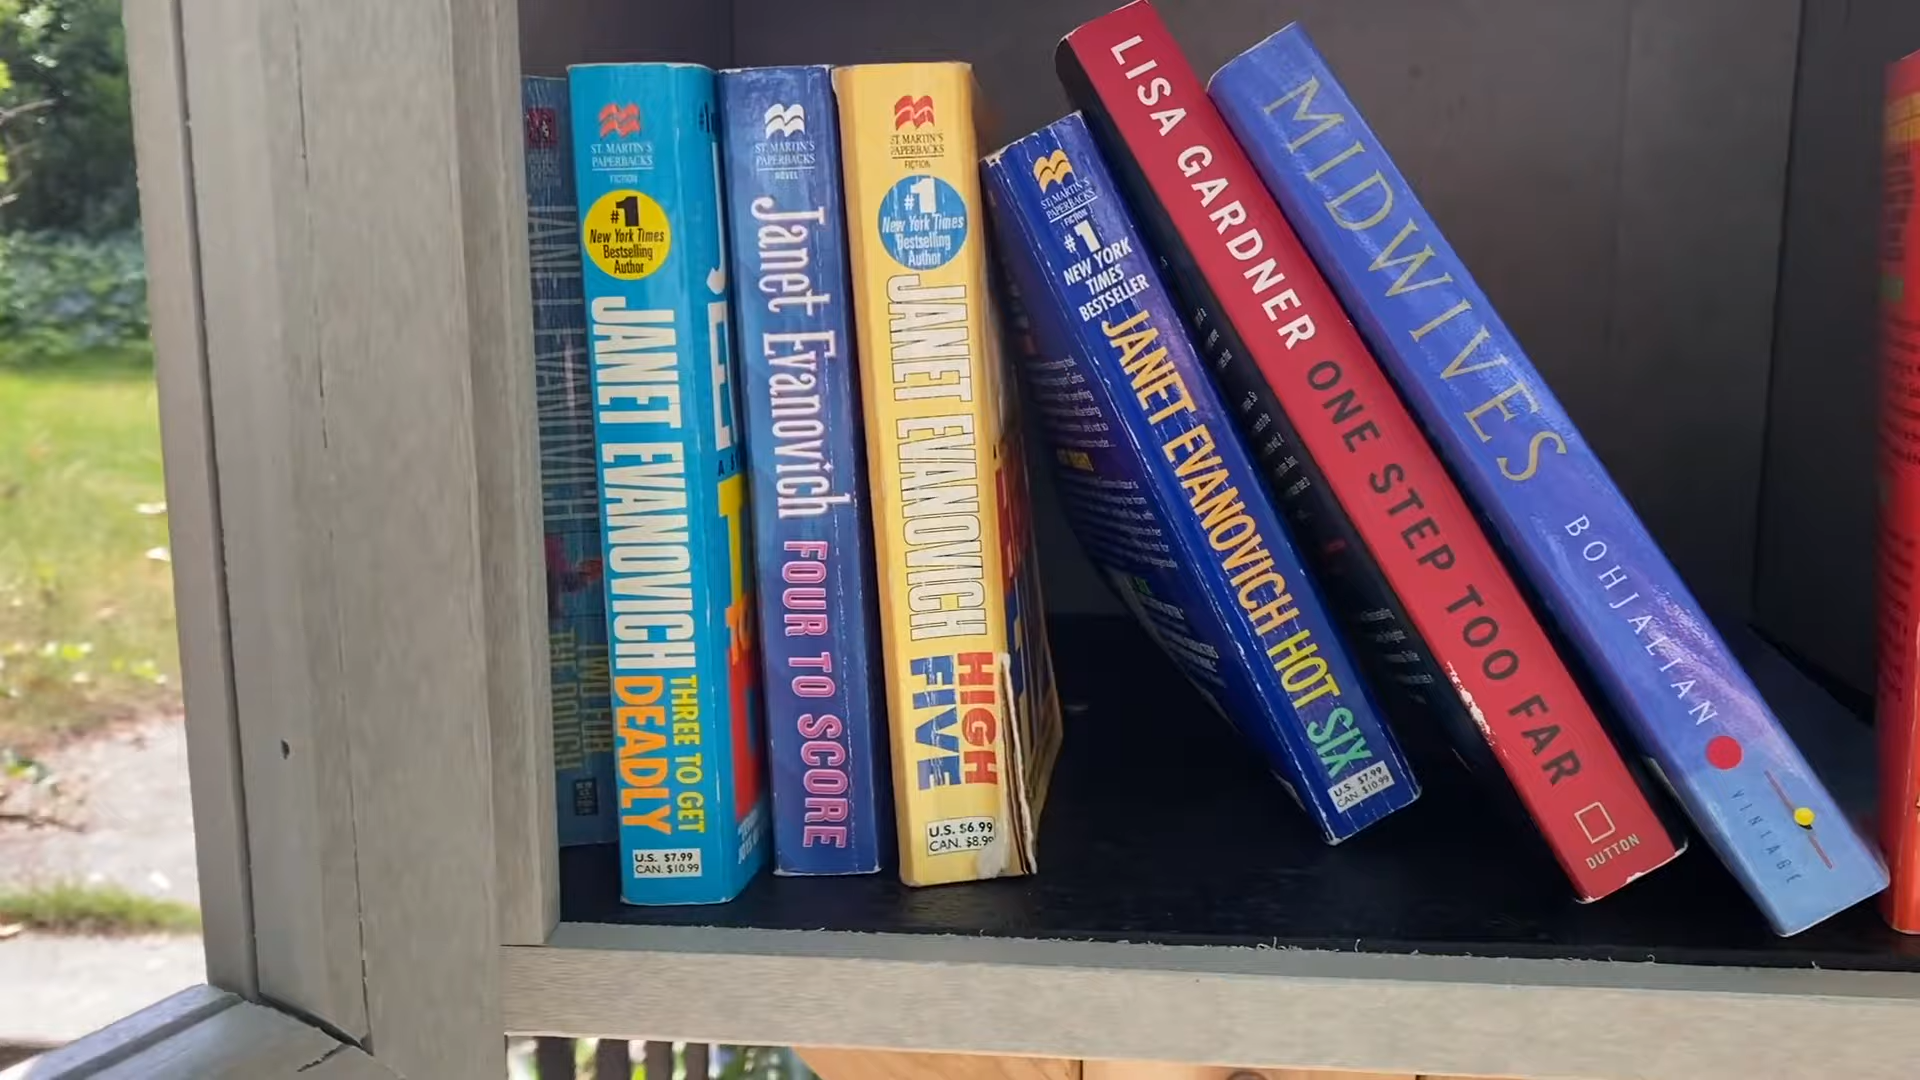 JANET EVANOVICH
TWO FOR
THE DOUGH
ST. MARTIN'S
PAPERBACKS
FICTION
#1
New York Times
Bestselling
Author
JANET EVANOVICH
THREE TO GET
DEADLY
U.S. $7.99
CAN. $10.99
ST. MARTIN'S
PAPERBACKS
NOVEL
Janet Evanovich
FOUR TO SCORE
ST. MARTIN'S
PAPERBACKS
FICTION
#1
New York Times
Bestselling
Author
JANET EVANOVICH
HIGH
FIVE
U.S. $6.99
CAN. $8.99
ST. MARTIN'S
PAPERBACKS
FICTION
#1
NEW YORK
TIMES
BESTSELLER
JANET EVANOVICH HOT SIX
U.S. $7.99
CAN. $10.99
LISA GARDNER ONE STEP TOO FAR
DUTTON
MIDWIVES
BOHJALIAN
VINTAGE